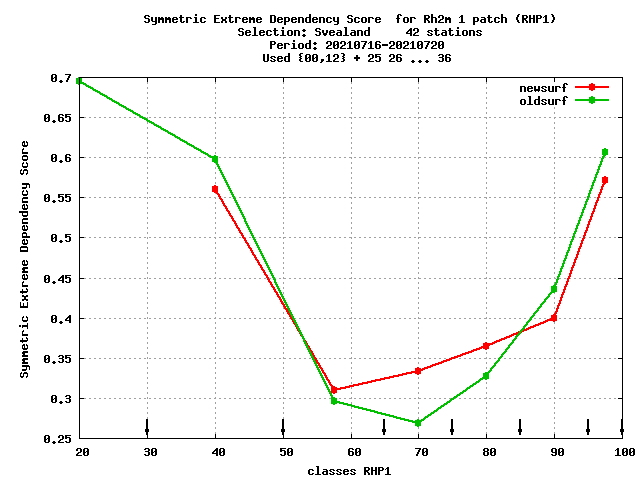 Symmetric Extreme Dependency Score for Rh2m 1 patch (RHP1)
Selection: Svealand 42 stations
Period: 20210716-20210720
Used {00,12} + 25 26 ... 36
newsurf
oldsurf
Symmetric Extreme Dependency Score
0.7
0.65
0.6
0.55
0.5
0.45
0.4
0.35
0.3
0.25
20 30 40 50 60 70 80 90 100
classes RHP1